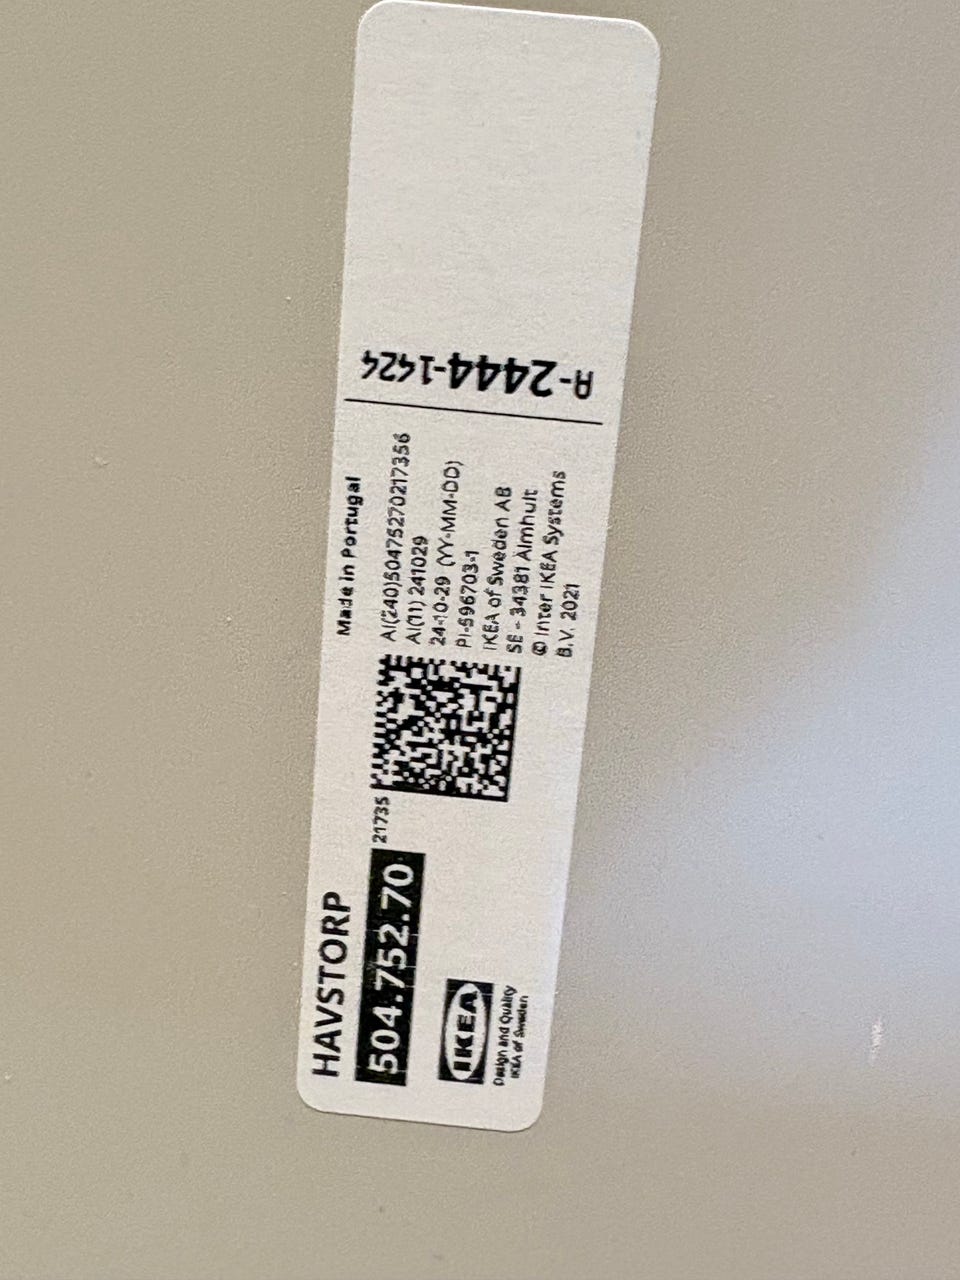 HAVSTORP
504.752.70
21735
IKEA
Design and Quality
IKEA of Sweden
Made in Portugal
AI(240)50475270217356
AI(11) 241029
24-10-29 (YY-MM-DD)
PI-596703-1
IKEA of Sweden AB
SE - 34381 Älmhult
© Inter IKEA Systems
B.V. 2021
A-2444-1424